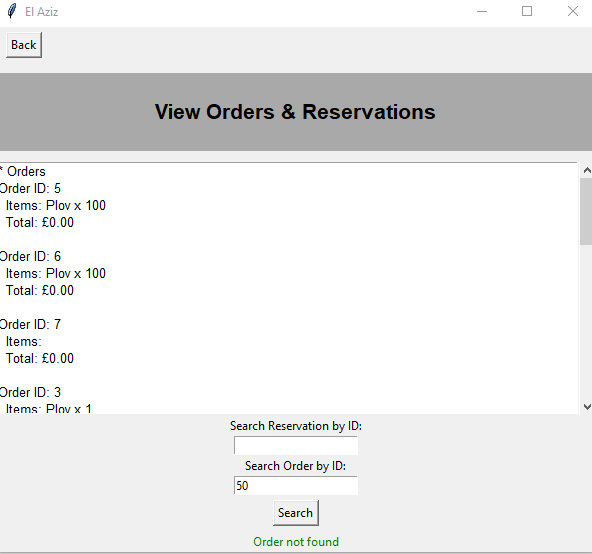 El Aziz
Back
View Orders & Reservations
* Orders
Order ID: 5
Items: Plov x 100
Total: £0.00
Order ID: 6
Items: Plov x 100
Total: £0.00
Order ID: 7
Items:
Total: £0.00
Order ID: 3
Items: Plov x 1
Search Reservation by ID:
Search Order by ID:
50
Search
Order not found